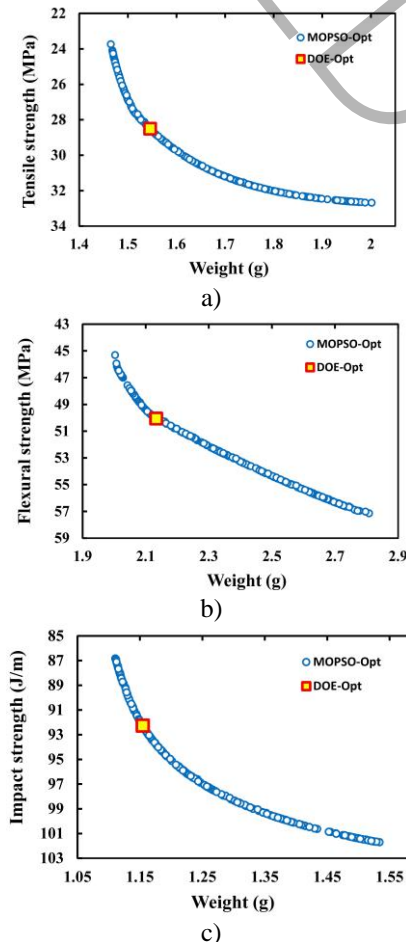 22
24
26
28
30
32
34
Tensile strength (MPa)
MOPSO-Opt
DOE-Opt
1.4 1.5 1.6 1.7 1.8 1.9 2
Weight (g)
a)
43
45
47
49
51
53
55
57
59
Flexural strength (MPa)
MOPSO-Opt
DOE-Opt
1.9 2.1 2.3 2.5 2.7 2.9
Weight (g)
b)
85
87
89
91
93
95
97
99
101
103
Impact strength (J/m)
MOPSO-Opt
DOE-Opt
1.05 1.15 1.25 1.35 1.45 1.55
Weight (g)
c)